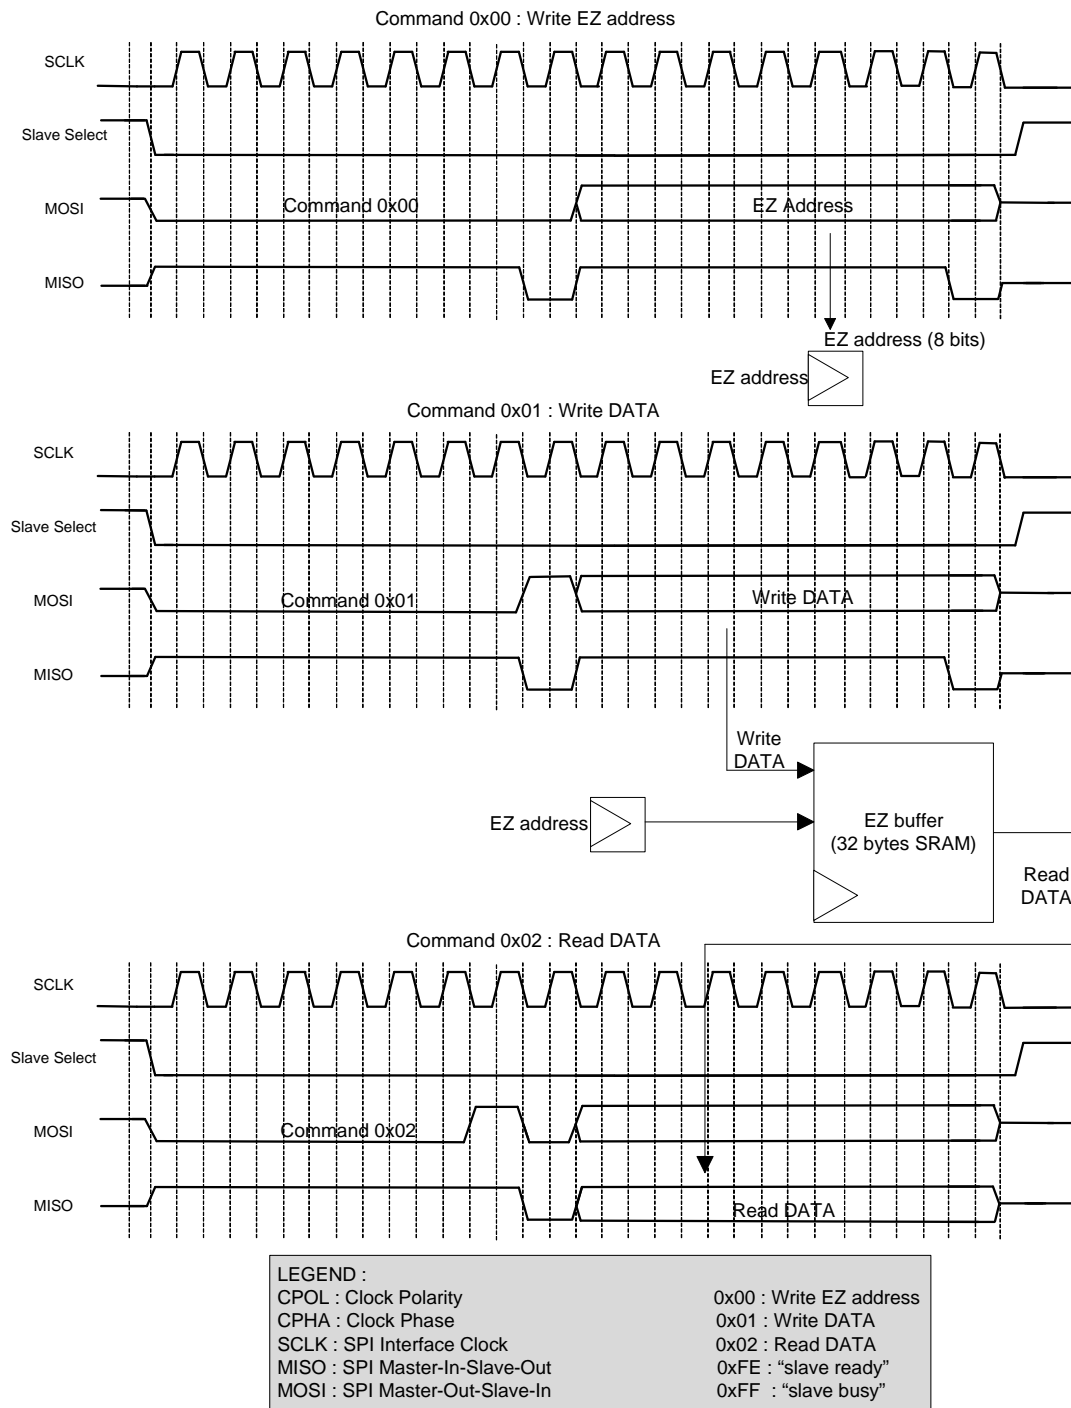 Command 0x00 : Write EZ address
SCLK
Slave Select
MOSI
Command 0x00
EZ Address
MISO
EZ address (8 bits)
EZ address
Command 0x01 : Write DATA
SCLK
Slave Select
MOSI
Command 0x01
Write DATA
MISO
Write
DATA
EZ address
EZ buffer
(32 bytes SRAM)
Read
DATA
Command 0x02 : Read DATA
SCLK
Slave Select
MOSI
Command 0x02
MISO
Read DATA
LEGEND :
CPOL : Clock Polarity
CPHA : Clock Phase
SCLK : SPI Interface Clock
MISO : SPI Master-In-Slave-Out
MOSI : SPI Master-Out-Slave-In
0x00 : Write EZ address
0x01 : Write DATA
0x02 : Read DATA
0xFE : “slave ready”
0xFF : “slave busy”